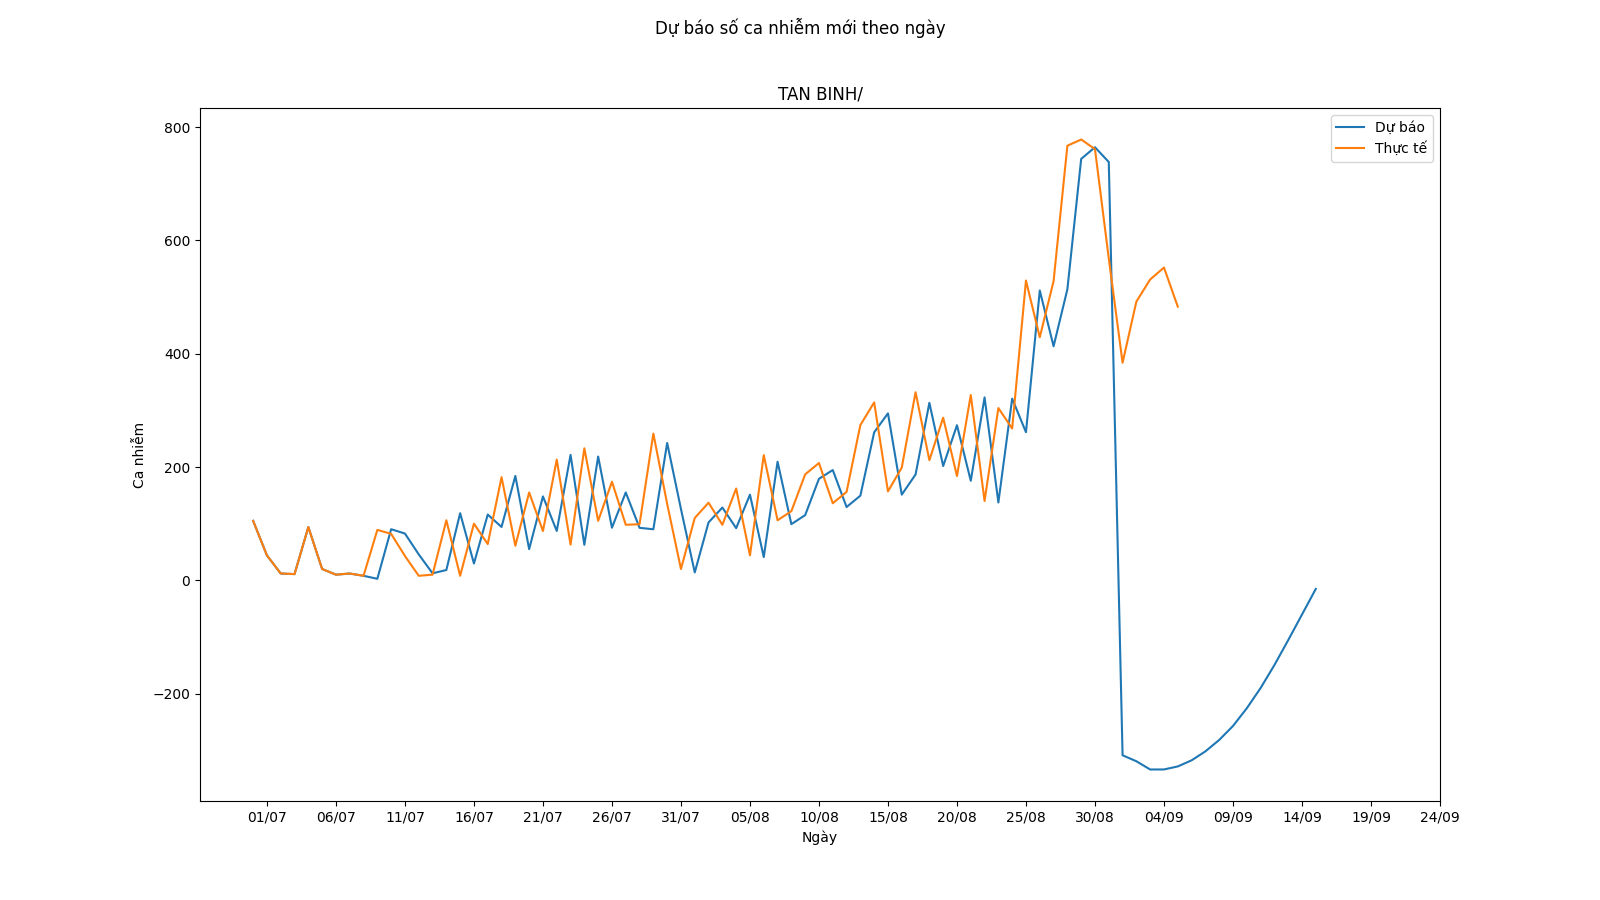 Dự báo số ca nhiễm mới theo ngày
TAN BINH/
Dự báo
Thực tế
800
600
400
200
0
−200
Ca nhiễm
01/07 06/07 11/07 16/07 21/07 26/07 31/07 05/08 10/08 15/08 20/08 25/08 30/08 04/09 09/09 14/09 19/09 24/09
Ngày